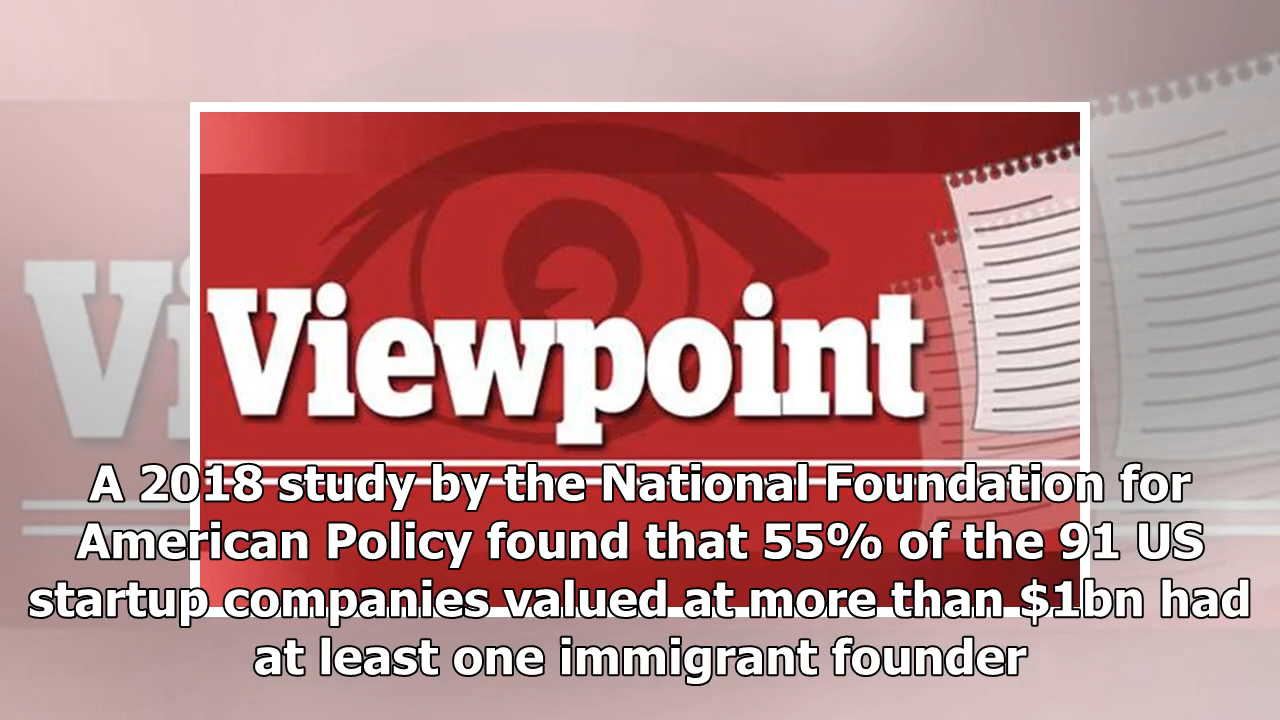 Viewpoint
A 2018 study by the National Foundation for
American Policy found that 55% of the 91 US
startup companies valued at more than $1bn had
at least one immigrant founder